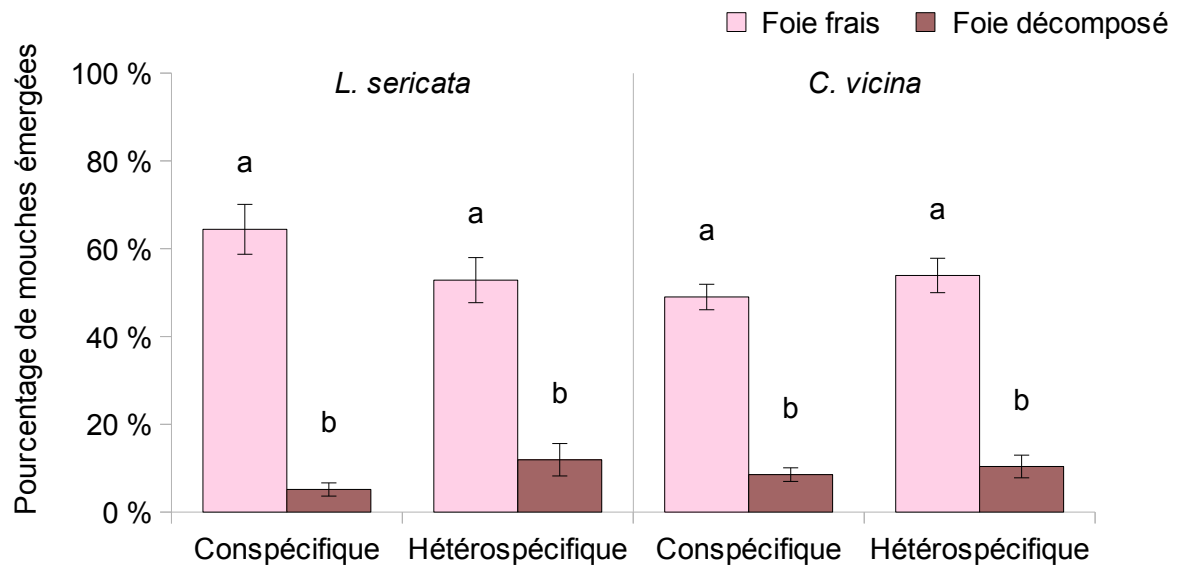 Foie frais Foie décomposé
Pourcentage de mouches émergées
100 %
80 %
60 %
40 %
20 %
0 %
L. sericata C. vicina
a a a a
b b b b
Conspécifique Hétérospécifique Conspécifique Hétérospécifique